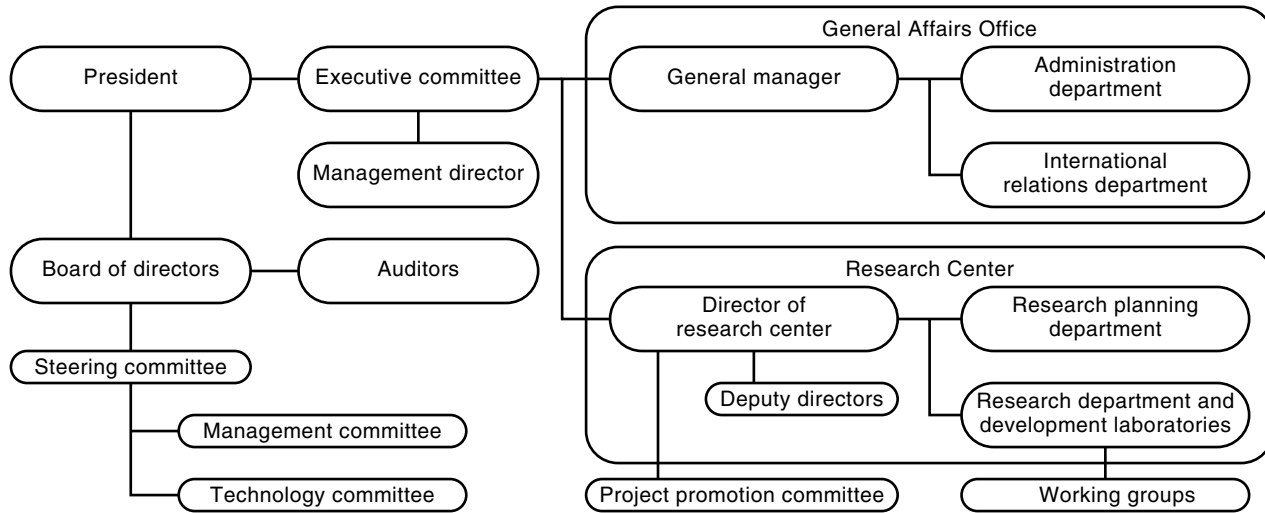 General Affairs Office
President
Executive committee
General manager
Administration
department
Management director
International
relations department
Board of directors
Auditors
Research Center
Director of
research center
Research planning
department
Steering committee
Deputy directors
Research department and
development laboratories
Management committee
Technology committee
Project promotion committee
Working groups